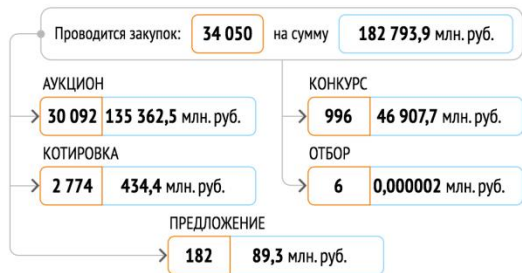 Проводится закупок: 34 050 на сумму 182 793,9 млн. руб.
АУКЦИОН КОНКУРС
30 092 135 362,5 млн. руб. 996 46 907,7 млн. руб.
КОТИРОВКА ОТБОР
2 774 434,4 млн. руб. 6 0,000002 млн. руб.
ПРЕДЛОЖЕНИЕ
182 89,3 млн. руб.